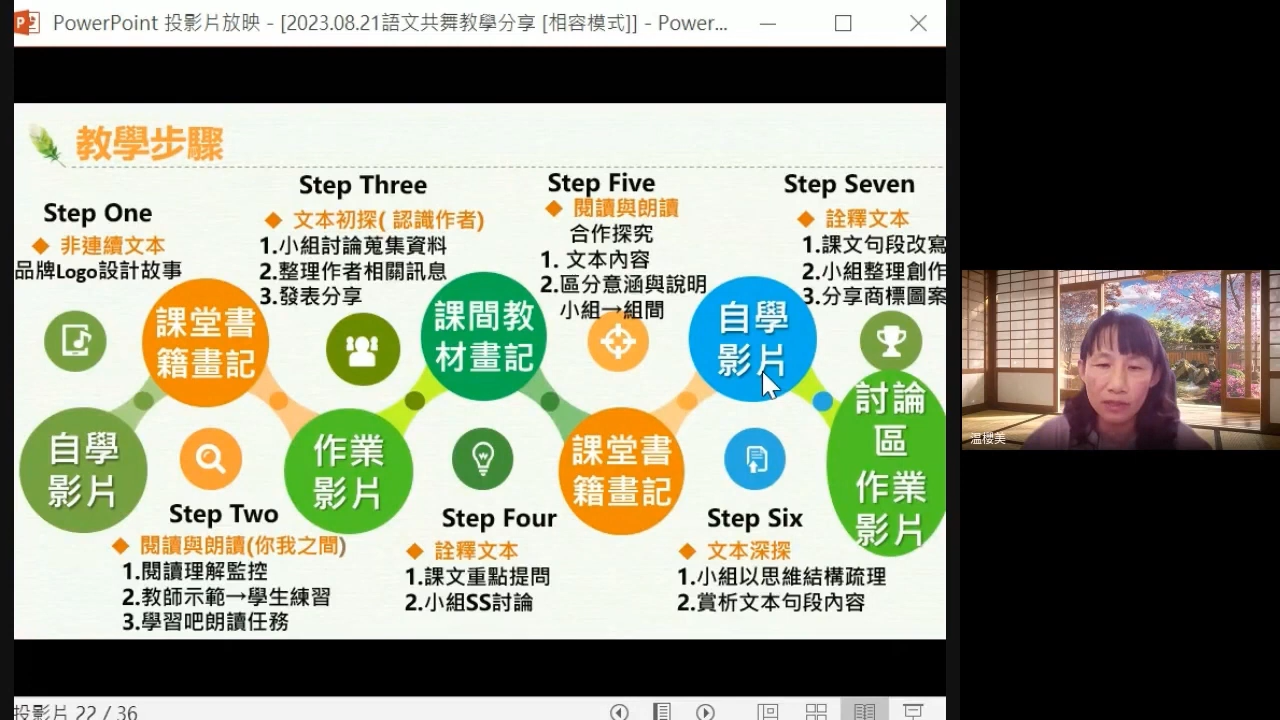 PowerPoint 投影片放映 - [2023.08.21語文共舞教學分享 [相容模式]] - Power...
教學步驟
Step One
◆ 非連續文本
品牌Logo設計故事
Step Three
◆ 文本初探( 認識作者)
1.小組討論蒐集資料
2.整理作者相關訊息
3.發表分享
Step Five
◆ 閱讀與朗讀
合作探究
1. 文本內容
2.區分意涵與說明
小組→組間
Step Seven
◆ 詮釋文本
1.課文句段改寫
2.小組整理創作
3.分享商標圖案
自學
影片
課堂書
籍畫記
作業
影片
課間教
材畫記
課堂書
籍畫記
自學
影片
討論
區
作業
影片
Step Two
◆ 閱讀與朗讀(你我之間)
1.閱讀理解監控
2.教師示範→學生練習
3.學習吧朗讀任務
Step Four
◆ 詮釋文本
1.課文重點提問
2.小組SS討論
Step Six
◆ 文本深探
1.小組以思維結構疏理
2.賞析文本句段內容
温櫻美
投影片 22 / 36